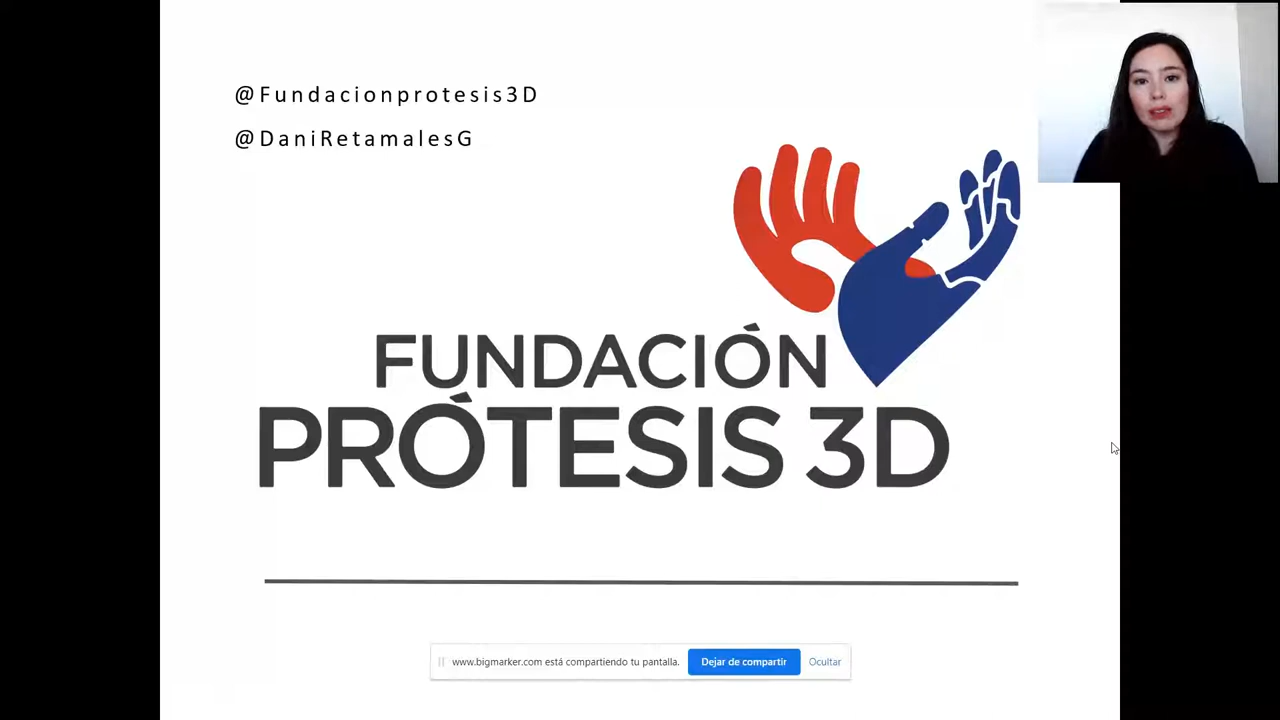 @Fundacionprotesis3D
@DaniRetamalesG
FUNDACIÓN
PRÓTESIS 3D
www.bigmarker.com está compartiendo tu pantalla. Dejar de compartir Ocultar